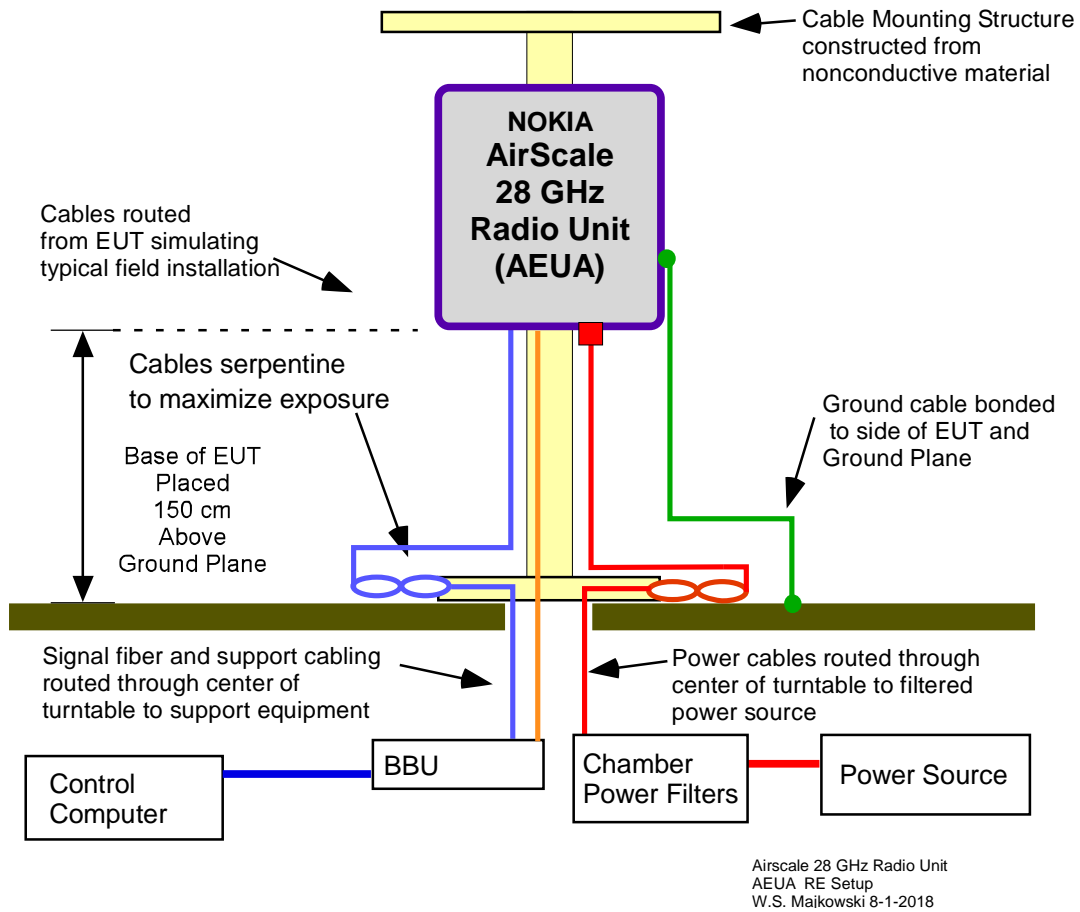 Cable Mounting Structure
constructed from
nonconductive material
NOKIA
AirScale
28 GHz
Radio Unit
(AEUA)
Cables routed
from EUT simulating
typical field installation
Cables serpentine
to maximize exposure
Base of EUT
Placed
150 cm
Above
Ground Plane
Ground cable bonded
to side of EUT and
Ground Plane
Signal fiber and support cabling
routed through center of
turntable to support equipment
Power cables routed through
center of turntable to filtered
power source
Control
Computer
BBU
Chamber
Power Filters
Power Source
Airscale 28 GHz Radio Unit
AEUA RE Setup
W.S. Majkowski 8-1-2018